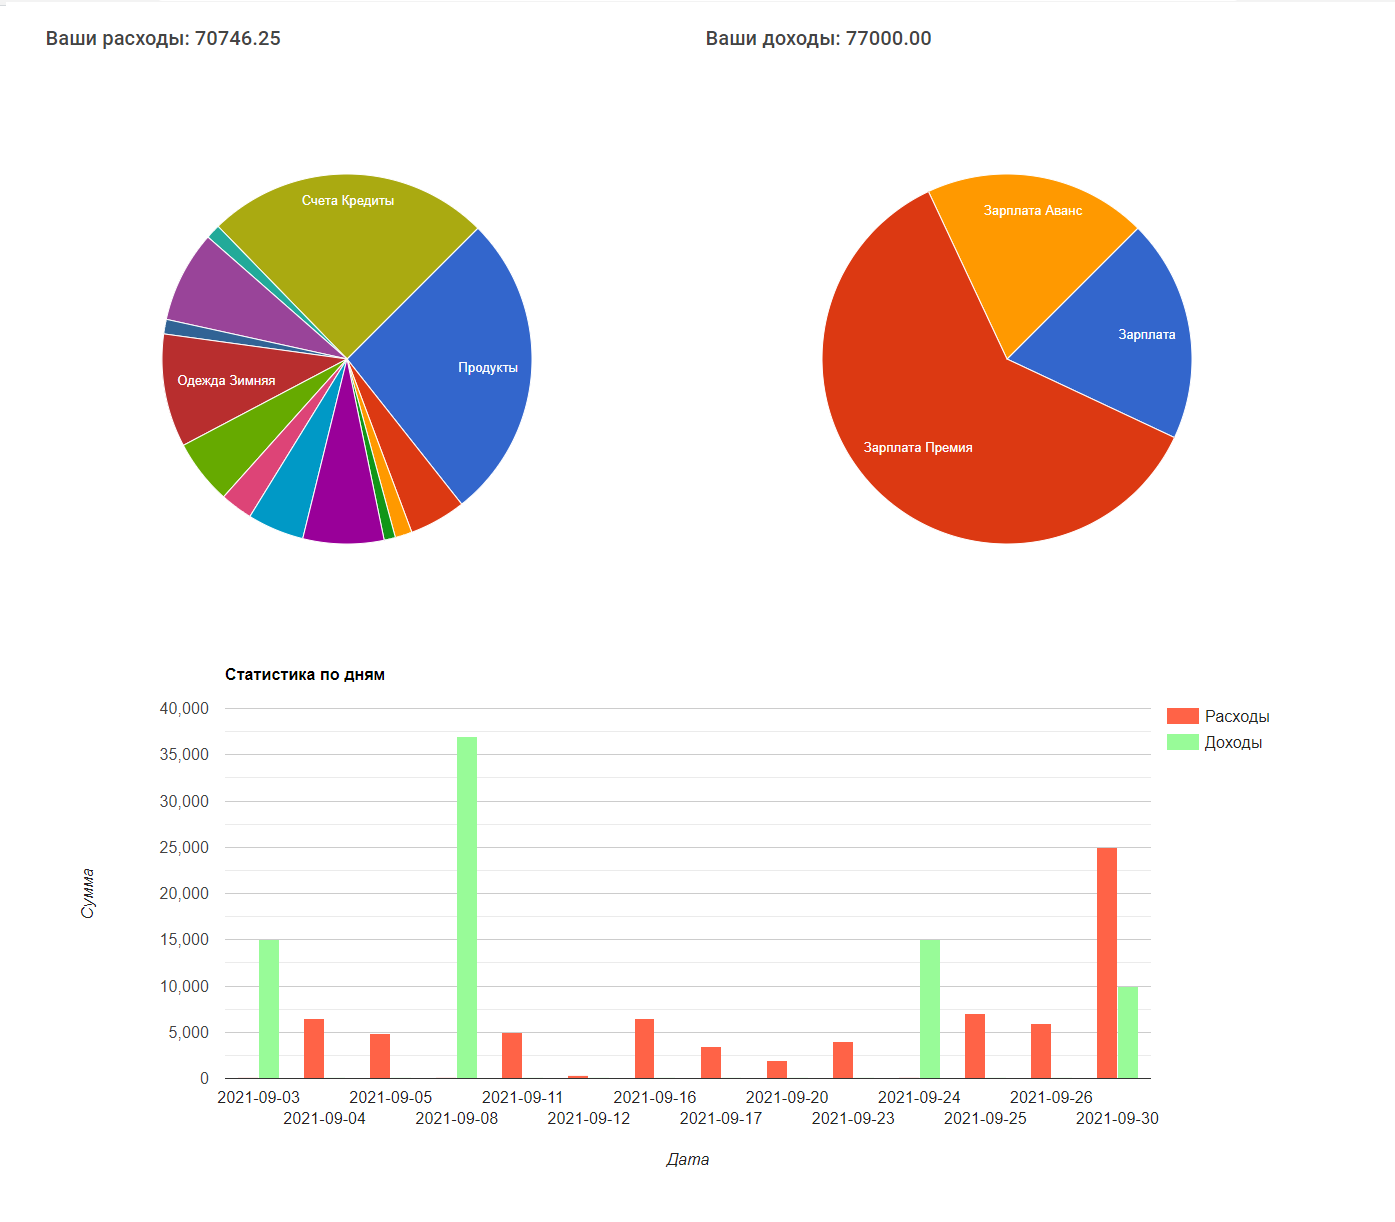 Ваши расходы: 70746.25
Ваши доходы: 77000.00
Счета Кредиты
Продукты
Одежда Зимняя
Зарплата Аванс
Зарплата
Зарплата Премия
Статистика по дням
40,000
35,000
30,000
25,000
20,000
15,000
10,000
5,000
0
Сумма
Расходы
Доходы
2021-09-03
2021-09-04
2021-09-05
2021-09-08
2021-09-11
2021-09-12
2021-09-16
2021-09-17
2021-09-20
2021-09-23
2021-09-24
2021-09-25
2021-09-26
2021-09-30
Дата